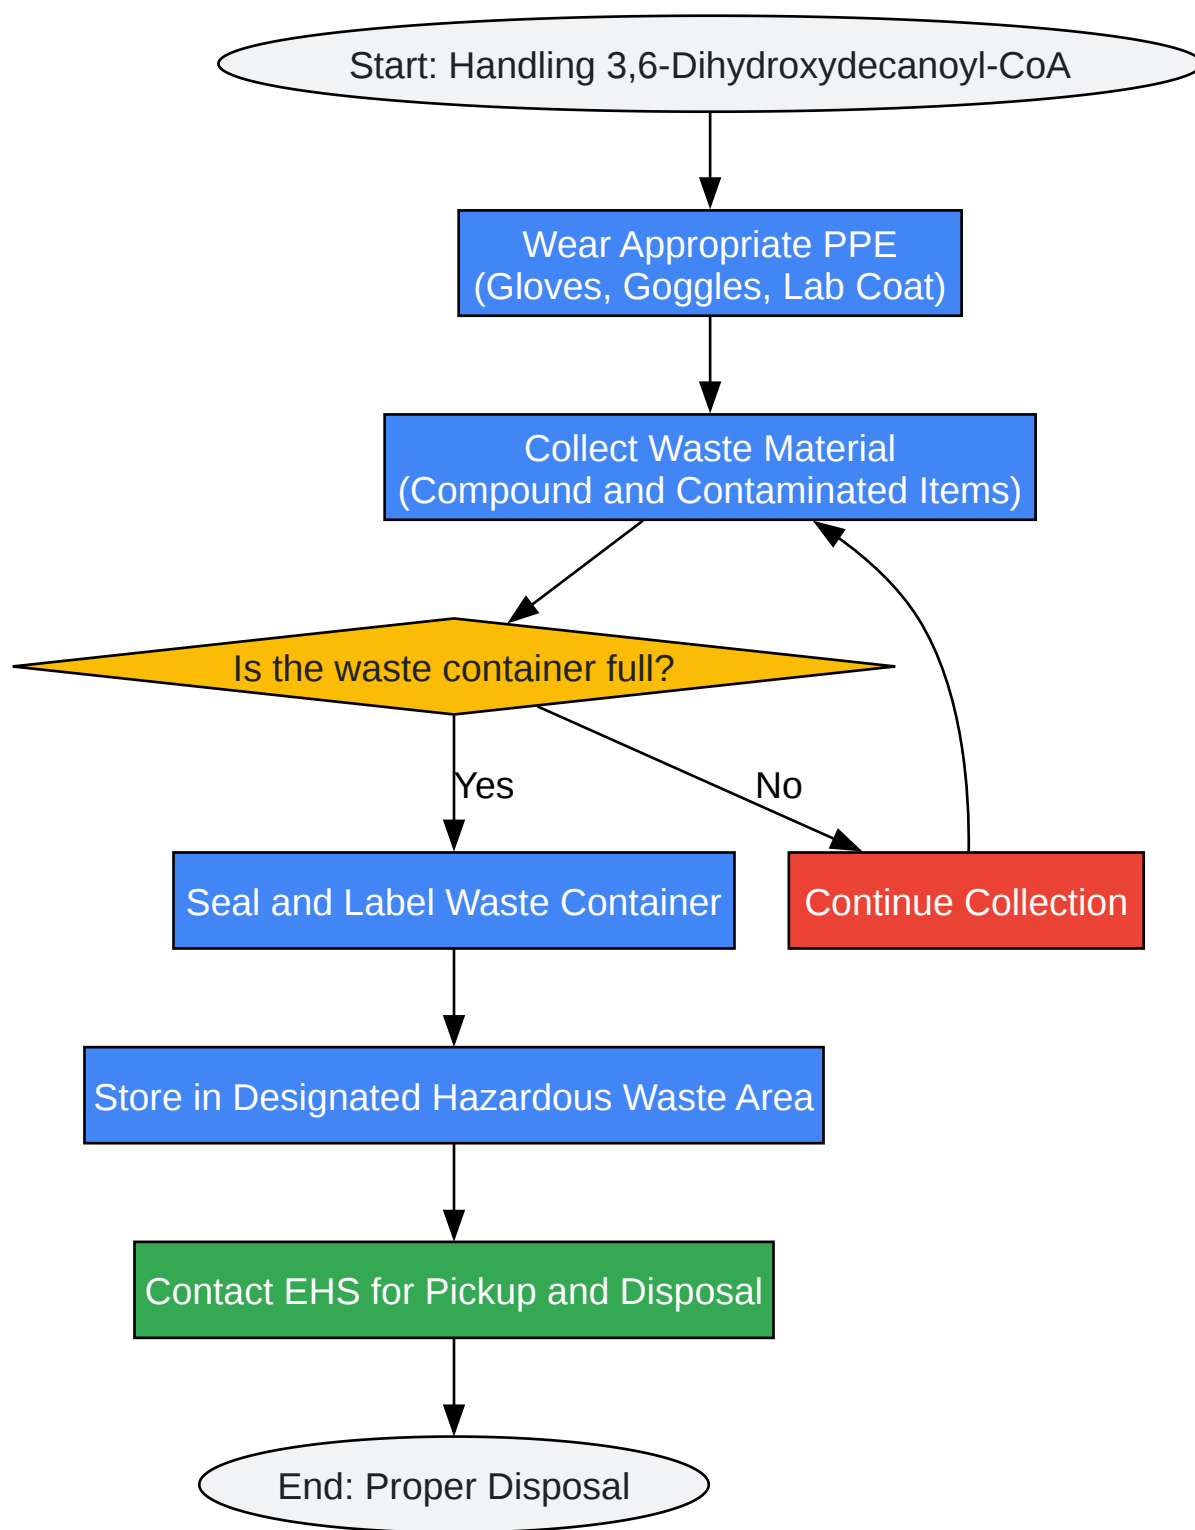 Start: Handling 3,6-Dihydroxydecanoyl-CoA
Wear Appropriate PPE
(Gloves, Goggles, Lab Coat)
Collect Waste Material
(Compound and Contaminated Items)
Is the waste container full?
Yes
No
Seal and Label Waste Container
Continue Collection
Store in Designated Hazardous Waste Area
Contact EHS for Pickup and Disposal
End: Proper Disposal